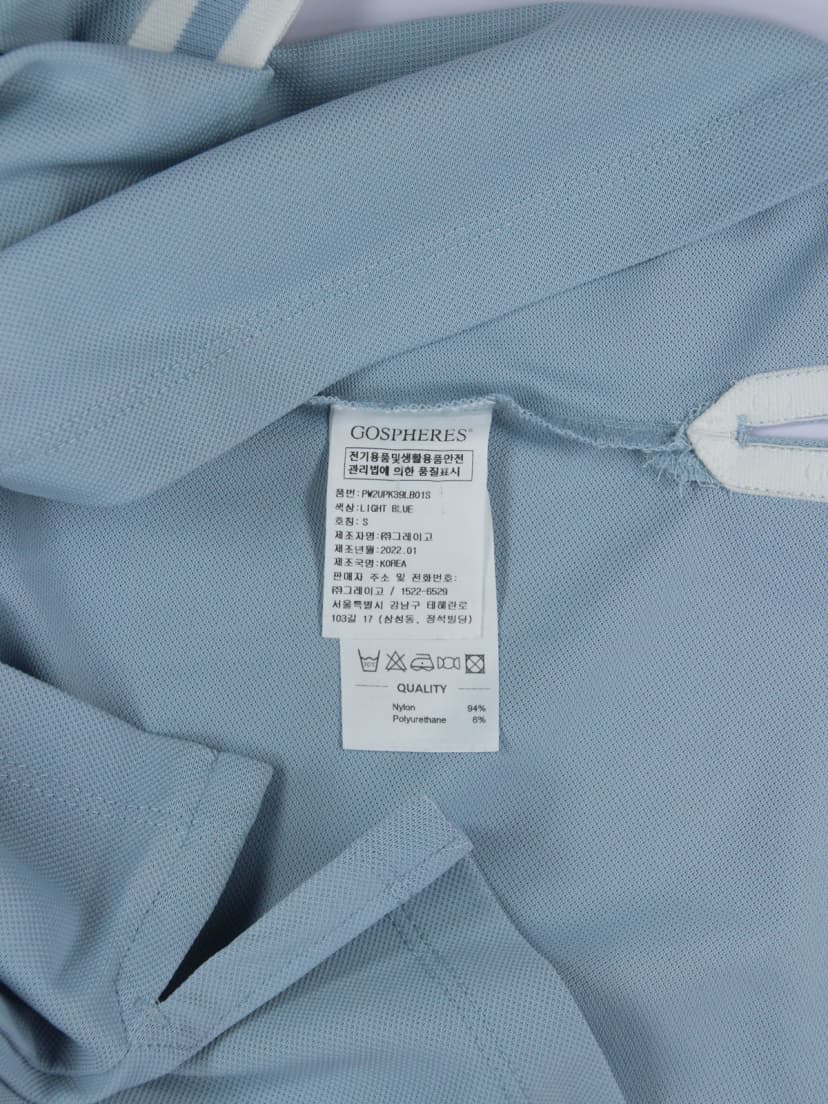 GOSPHERES®
전기용품및생활용품안전
관리법에 의한 품질표시
품번:PW2UPK39LB01S
색상:LIGHT BLUE
호칭:S
제조자명:㈜그레이고
제조년월:2022.01
제조국명:KOREA
판매자 주소 및 전화번호:
㈜그레이고 / 1522-6529
서울특별시 강남구 테헤란로
103길 17 (삼성동, 정석빌딩)
QUALITY
Nylon 94%
Polyurethane 6%